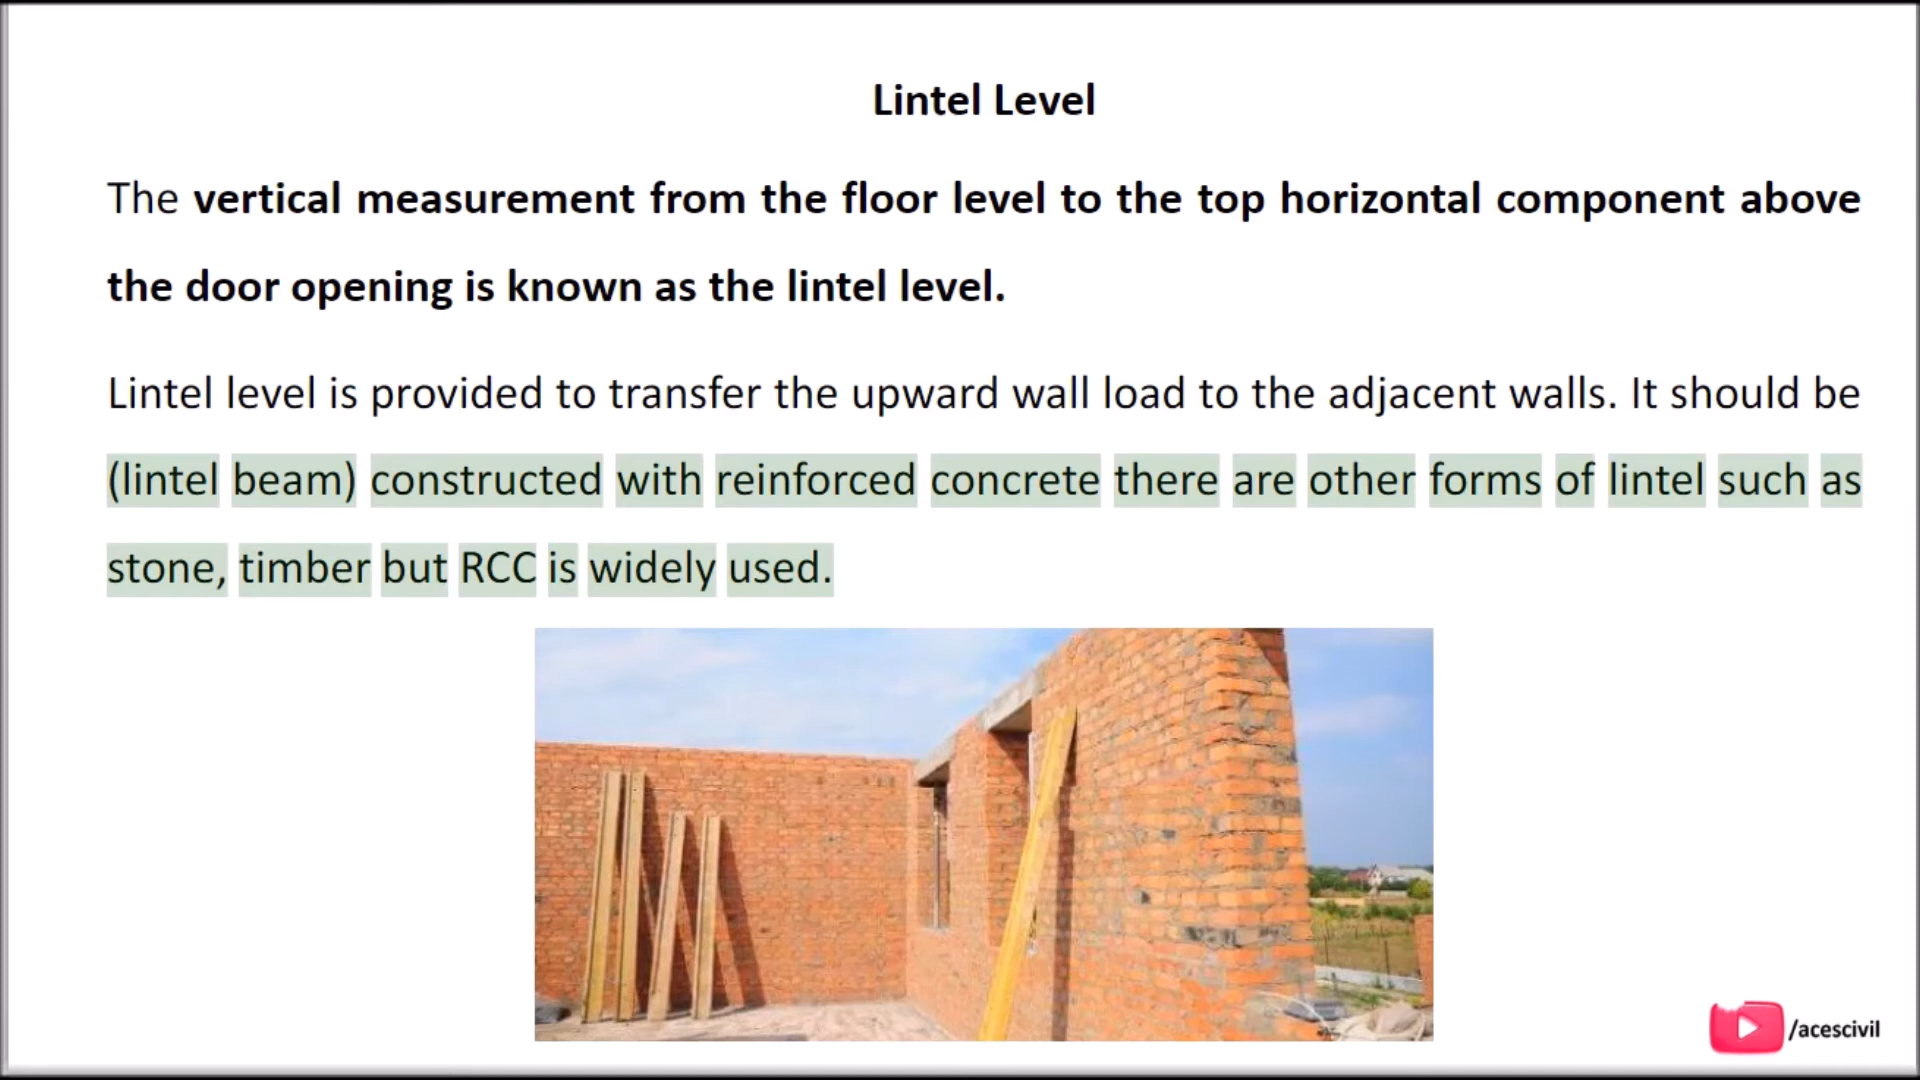 Lintel Level
The vertical measurement from the floor level to the top horizontal component above
the door opening is known as the lintel level.
Lintel level is provided to transfer the upward wall load to the adjacent walls. It should be
(lintel beam) constructed with reinforced concrete there are other forms of lintel such as
stone, timber but RCC is widely used.
/acescivil